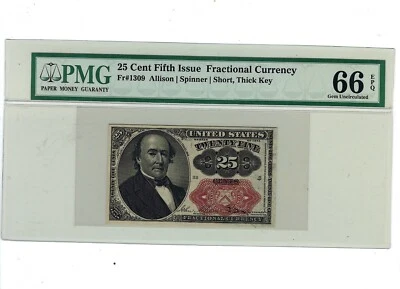 PMG
PAPER MONEY GUARANTY
25 Cent Fifth Issue Fractional Currency
Fr#1309 Allison | Spinner | Short, Thick Key
66 EPQ
Gem Uncirculated
UNITED STATES
TWENTY FIVE
25
FRACTIONAL CURRENCY